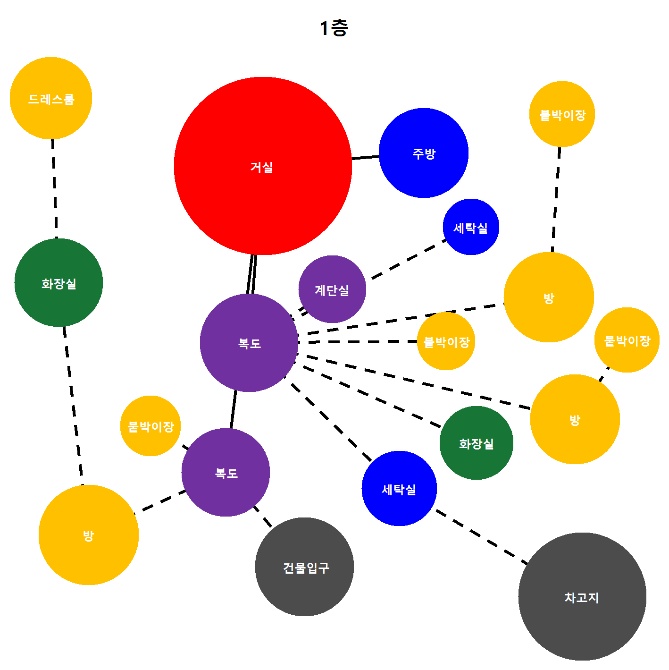 1층
드레스룸
붙박이장
거실
주방
세탁실
화장실
계단실
방
복도
붙박이장
붙박이장
방
붙박이장
화장실
복도
세탁실
방
건물입구
차고지